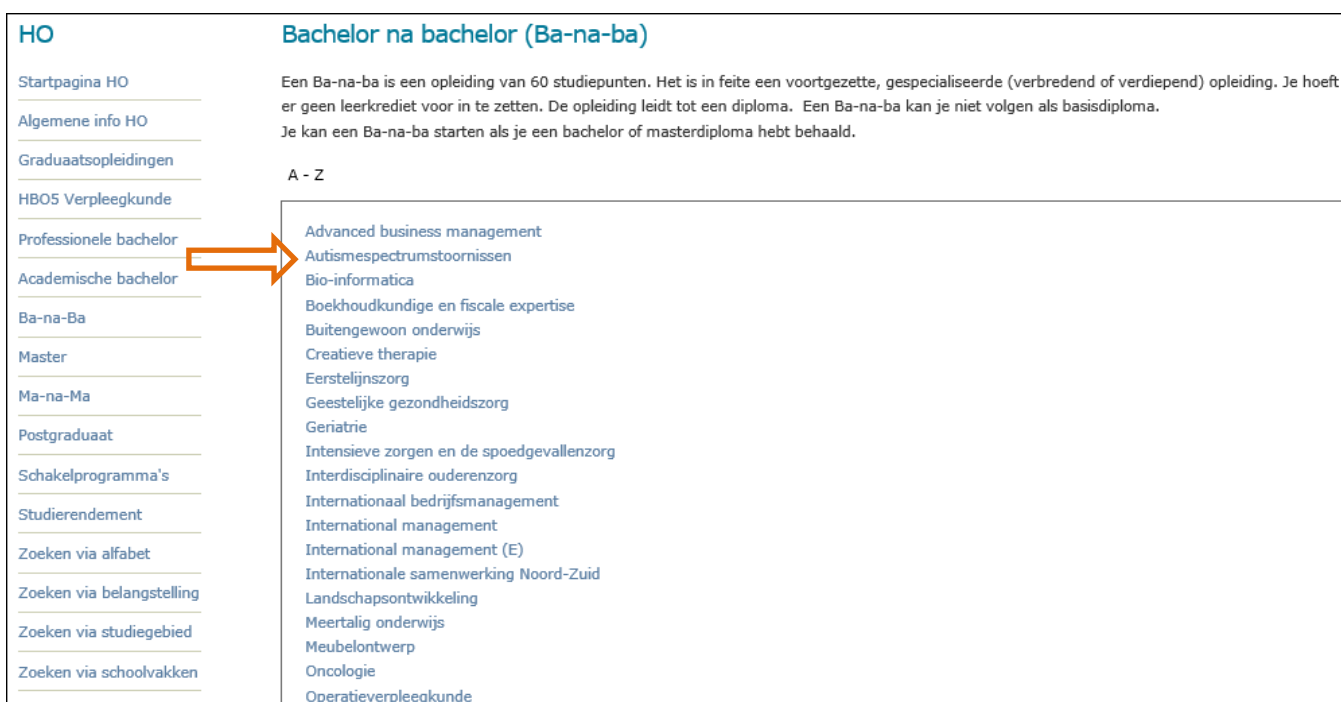 HO
Startpagina HO
Algemene info HO
Graduaatsopleidingen
HBO5 Verpleegkunde
Professionele bachelor
Academische bachelor
Ba-na-Ba
Master
Ma-na-Ma
Postgraduaat
Schakelprogramma's
Studierendement
Zoeken via alfabet
Zoeken via belangstelling
Zoeken via studiegebied
Zoeken via schoolvakken
Bachelor na bachelor (Ba-na-ba)
Een Ba-na-ba is een opleiding van 60 studiepunten. Het is in feite een voortgezette, gespecialiseerde (verbredend of verdiepend) opleiding. Je hoeft
er geen leerkrediet voor in te zetten. De opleiding leidt tot een diploma.  Een Ba-na-ba kan je niet volgen als basisdiploma.
Je kan een Ba-na-ba starten als je een bachelor of masterdiploma hebt behaald.
A - Z
Advanced business management
Autismespectrumstoornissen
Bio-informatica
Boekhoudkundige en fiscale expertise
Buitengewoon onderwijs
Creatieve therapie
Eerstelijnszorg
Geestelijke gezondheidszorg
Geriatrie
Intensieve zorgen en de spoedgevallenzorg
Interdisciplinaire ouderenzorg
Internationaal bedrijfsmanagement
International management
International management (E)
Internationale samenwerking Noord-Zuid
Landschapsontwikkeling
Meertalig onderwijs
Meubelontwerp
Oncologie
Operatieverpleegkunde